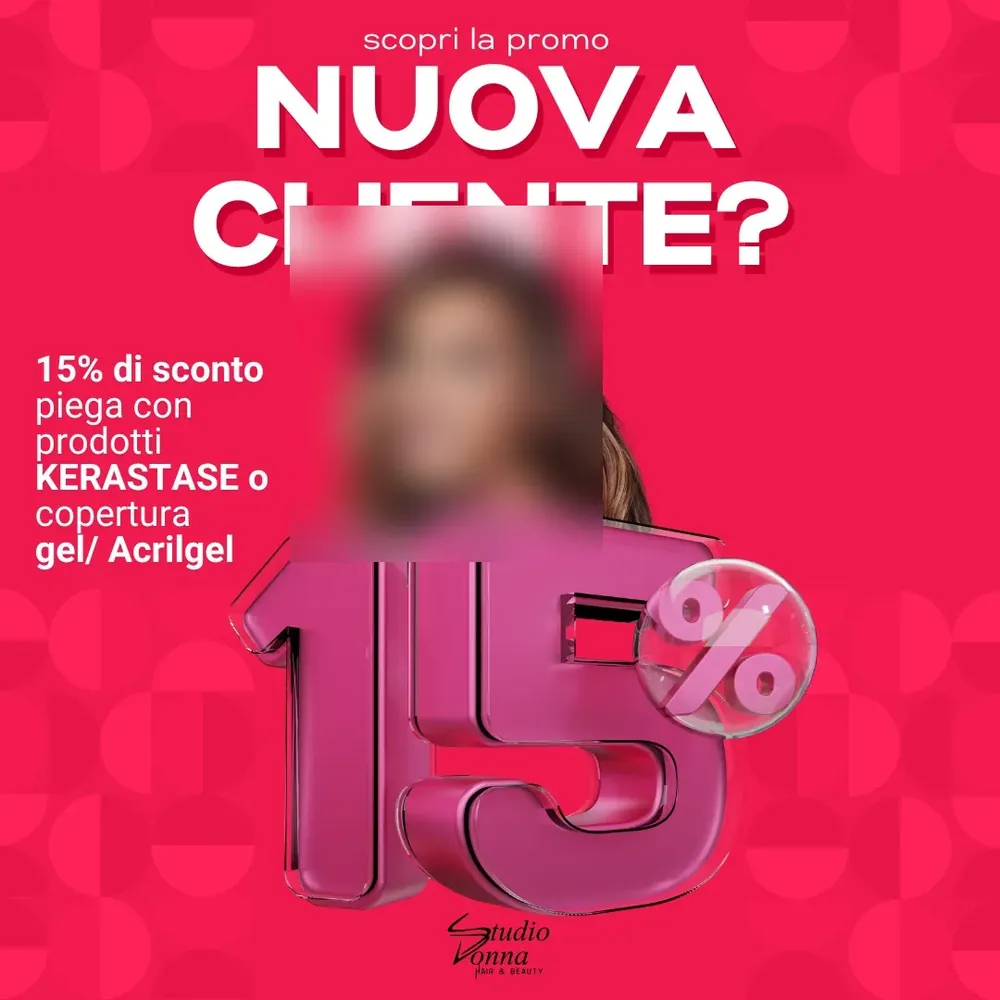 scopri la promo
NUOVA
CLIENTE?
15% di sconto
piega con
prodotti
KERASTASE o
copertura
gel/ Acrilgel
15%
Studio
Donna
HAIR & BEAUTY